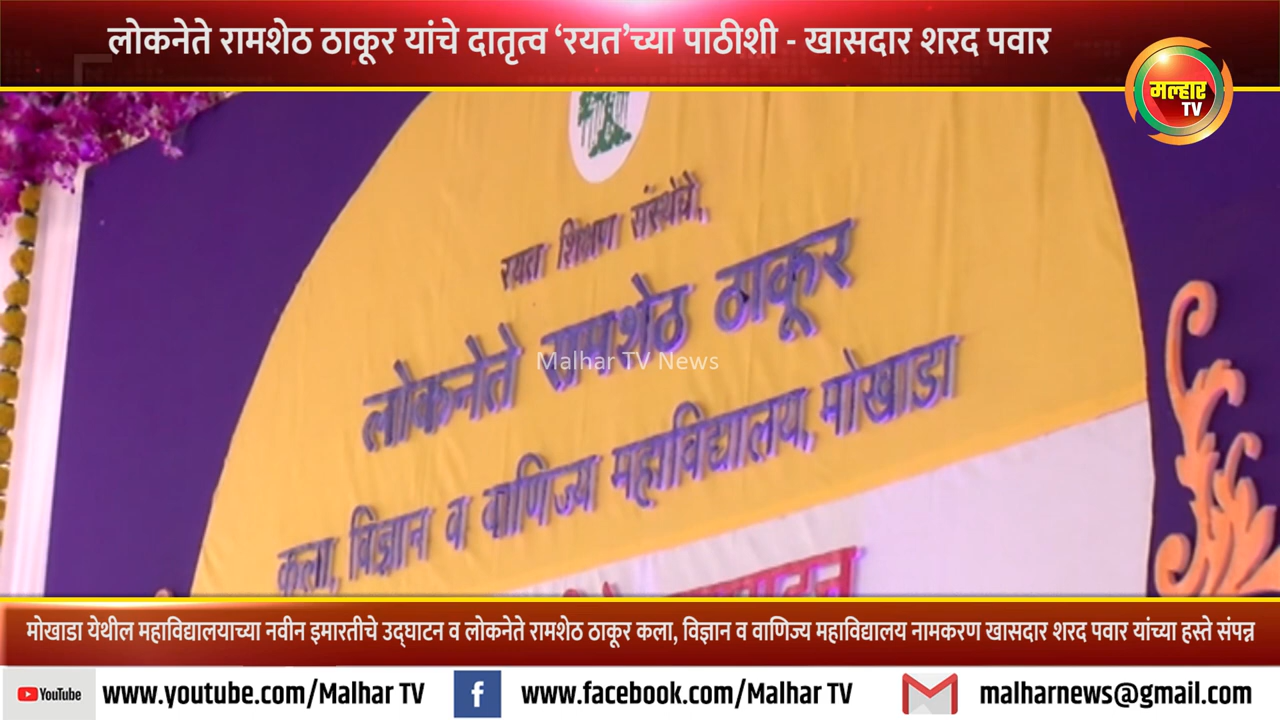 लोकनेते रामशेठ ठाकूर यांचे दातृत्व ‘रयत’च्या पाठीशी - खासदार शरद पवार
मल्हार
TV
रयत शिक्षण संस्थेचे,
लोकनेते रामशेठ ठाकूर
Malhar TV News
कला, विज्ञान व वाणिज्य महाविद्यालय, मोखाडा
मोखाडा येथील महाविद्यालयाच्या नवीन इमारतीचे उद्घाटन व लोकनेते रामशेठ ठाकूर कला, विज्ञान व वाणिज्य महाविद्यालय नामकरण खासदार शरद पवार यांच्या हस्ते संपन्न
YouTube www.youtube.com/Malhar TV www.facebook.com/Malhar TV malharnews@gmail.com